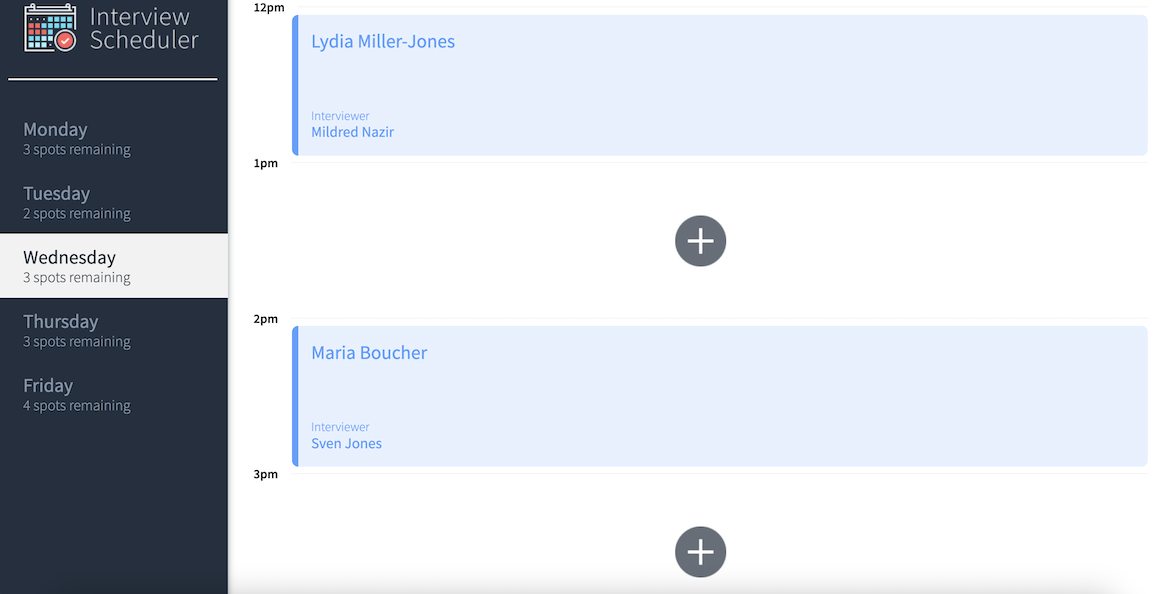 Interview
Scheduler
Monday
3 spots remaining
Tuesday
2 spots remaining
Wednesday
3 spots remaining
Thursday
3 spots remaining
Friday
4 spots remaining
12pm
Lydia Miller-Jones
Interviewer
Mildred Nazir
1pm
2pm
Maria Boucher
Interviewer
Sven Jones
3pm